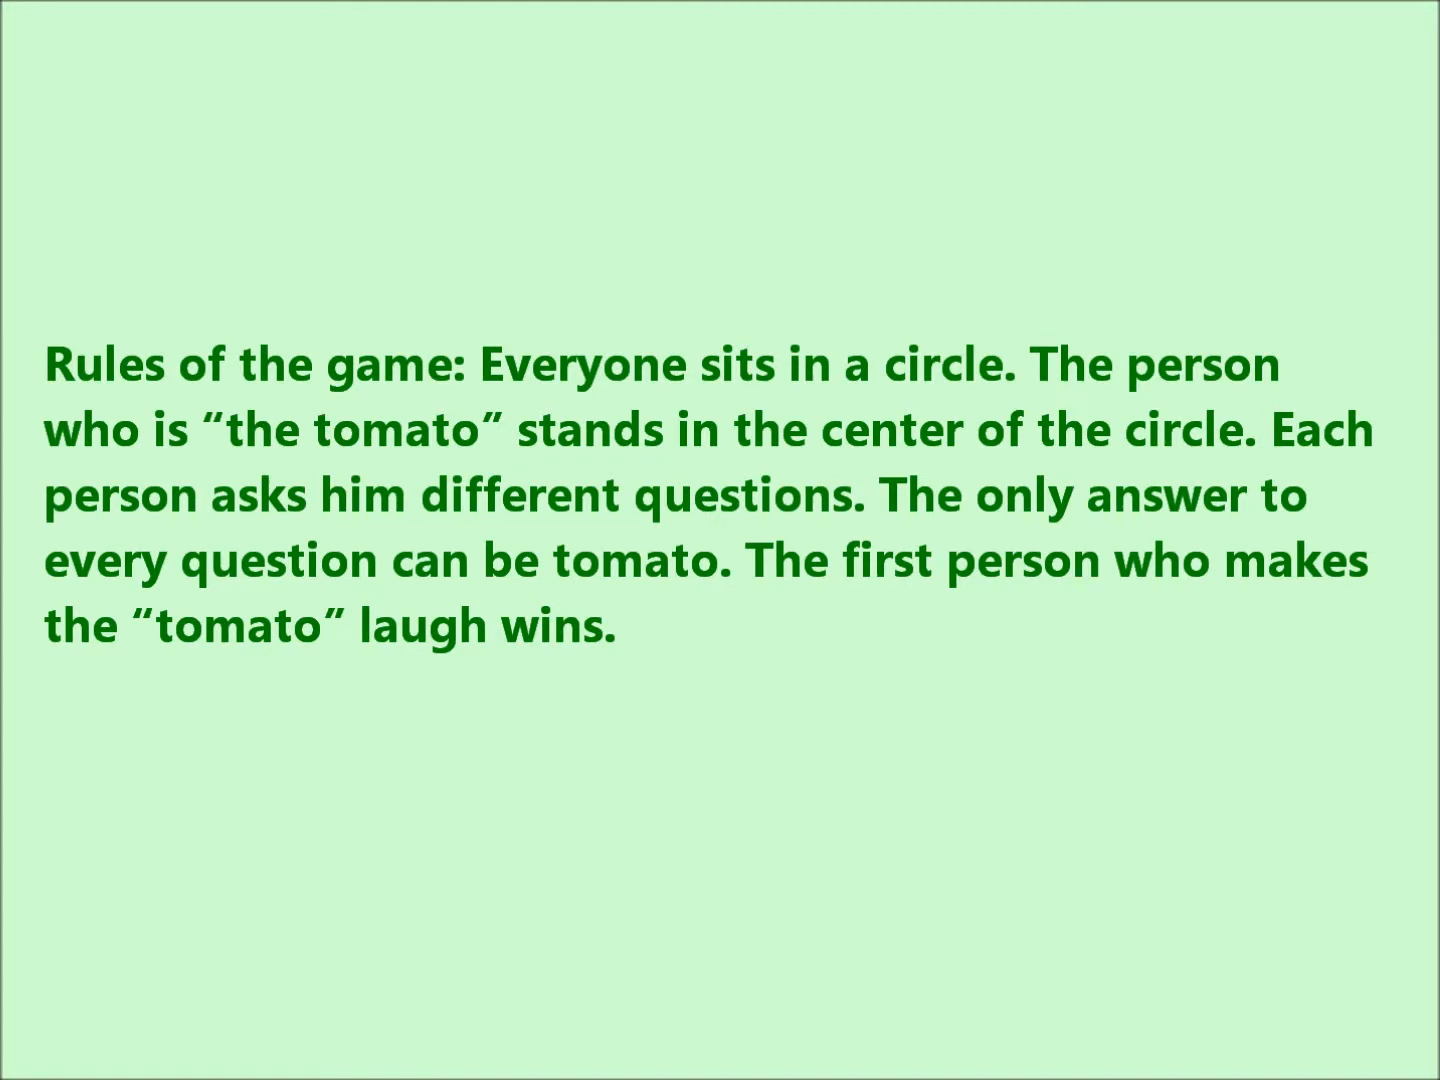 Rules of the game: Everyone sits in a circle. The person
who is “the tomato” stands in the center of the circle. Each
person asks him different questions. The only answer to
every question can be tomato. The first person who makes
the “tomato” laugh wins.